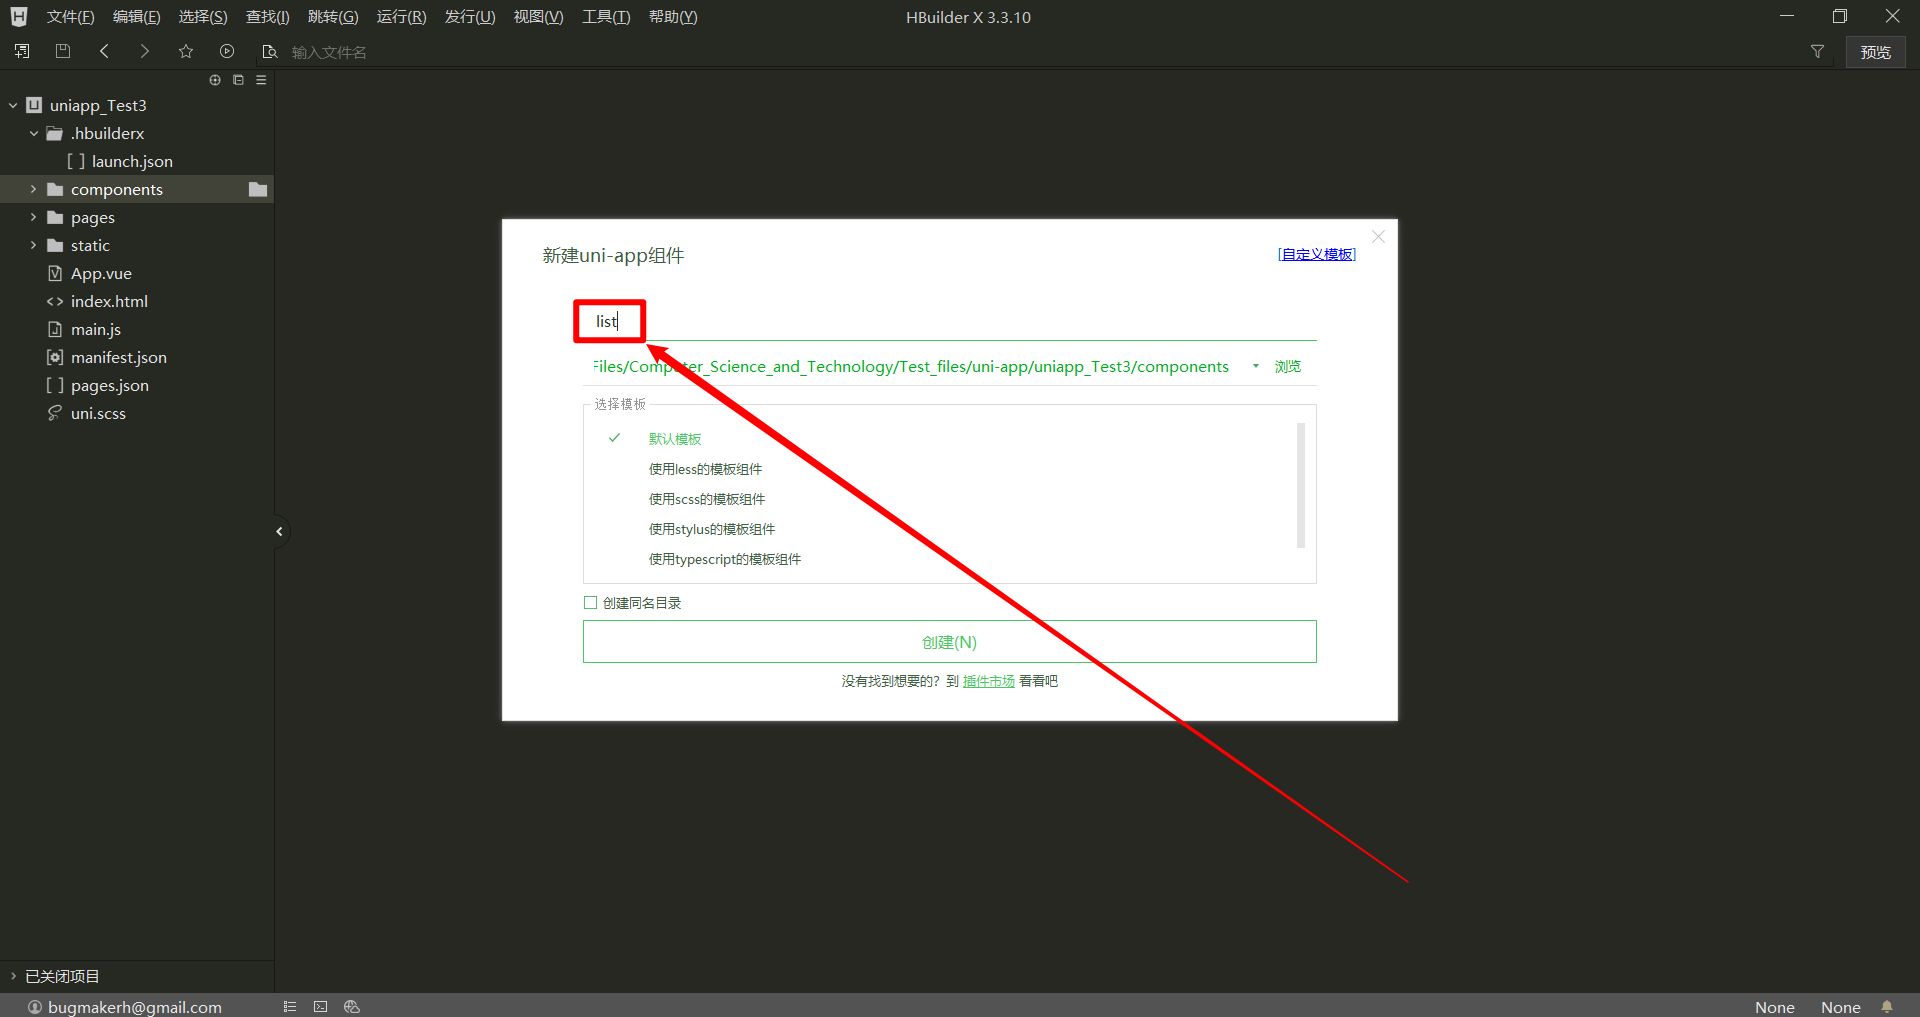 文件(F) 编辑(E) 选择(S) 查找(I) 跳转(G) 运行(R) 发行(U) 视图(V) 工具(T) 帮助(Y) HBuilder X 3.3.10
输入文件名 预览
uniapp_Test3
.hbuilderx
[ ] launch.json
components
pages
static
App.vue
<> index.html
main.js
manifest.json
[ ] pages.json
uni.scss
新建uni-app组件 [自定义模板]
list
Files/Computer_Science_and_Technology/Test_files/uni-app/uniapp_Test3/components 浏览
选择模板
默认模板
使用less的模板组件
使用scss的模板组件
使用stylus的模板组件
使用typescript的模板组件
创建同名目录
创建(N)
没有找到想要的？到 插件市场 看看吧
已关闭项目
bugmakerh@gmail.com None None